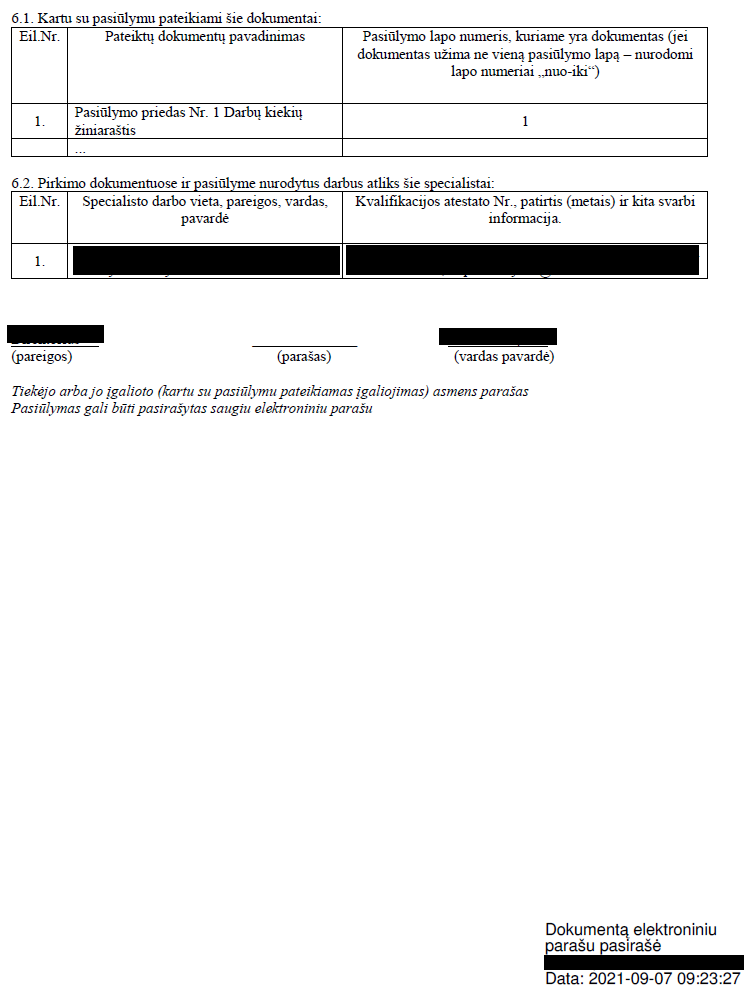 6.1. Kartu su pasiūlymu pateikiami šie dokumentai:
Eil.Nr. Pateiktų dokumentų pavadinimas Pasiūlymo lapo numeris, kuriame yra dokumentas (jei
dokumentas užima ne vieną pasiūlymo lapą – nurodomi
lapo numeriai „nuo-iki“)
1. Pasiūlymo priedas Nr. 1 Darbų kiekių
žiniaraštis 1
...
6.2. Pirkimo dokumentuose ir pasiūlyme nurodytus darbus atliks šie specialistai:
Eil.Nr. Specialisto darbo vieta, pareigos, vardas,
pavardė Kvalifikacijos atestato Nr., patirtis (metais) ir kita svarbi
informacija.
1.
(pareigos) (parašas) (vardas pavardė)
Tiekėjo arba jo įgalioto (kartu su pasiūlymu pateikiamas įgaliojimas) asmens parašas
Pasiūlymas gali būti pasirašytas saugiu elektroniniu parašu
Dokumentą elektroniniu
parašu pasirašė
Data: 2021-09-07 09:23:27